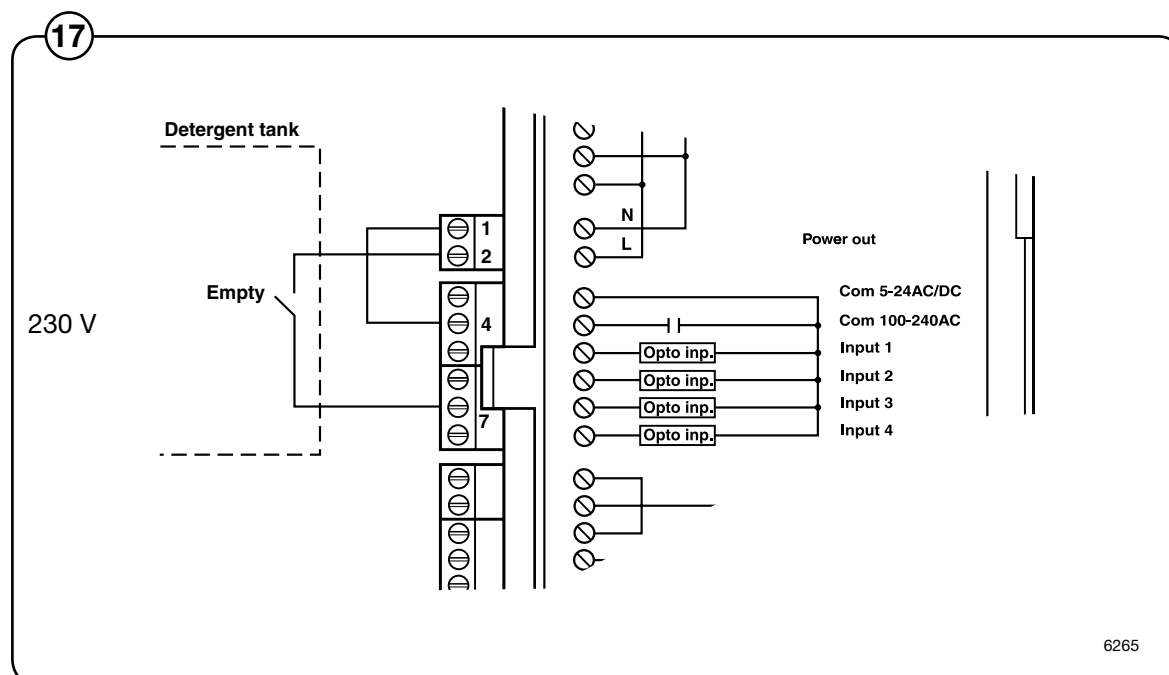 17
Detergent tank
1
2
N
L
Power out
Empty
230 V
4
7
Com 5-24AC/DC
Com 100-240AC
Opto inp. Input 1
Opto inp. Input 2
Opto inp. Input 3
Opto inp. Input 4
6265